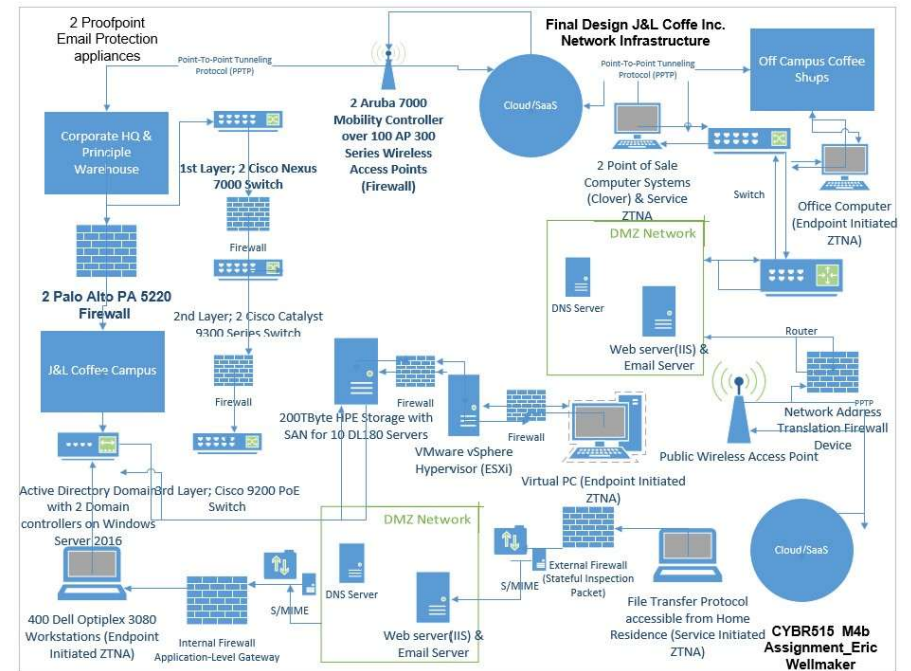 2 Proofpoint
Email Protection
appliances
Final Design J&L Coffe Inc.
Network Infrastructure
Point-To-Point Tunneling
Protocol (PPTP)
Point-To-Point Tunneling
Protocol (PPTP)
Corporate HQ &
Principle
Warehouse
1st Layer; 2 Cisco Nexus
7000 Switch
2 Aruba 7000
Mobility Controller
over 100 AP 300
Series Wireless
Access Points
(Firewall)
Cloud/SaaS
Off Campus Coffee
Shops
2 Point of Sale
Computer Systems
(Clover) & Service
ZTNA
Switch
Office Computer
(Endpoint Initiated
ZTNA)
Firewall
DMZ Network
DNS Server
Web server(IIS) &
Email Server
Router
2 Palo Alto PA 5220
Firewall
2nd Layer; 2 Cisco Catalyst
9300 Series Switch
J&L Coffee Campus
Firewall
200TByte HPE Storage with
SAN for 10 DL180 Servers
Firewall
VMware vSphere
Hypervisor (ESXi)
Firewall
Virtual PC (Endpoint Initiated
ZTNA)
Public Wireless Access Point
PPTP
Network Address
Translation Firewall
Device
Active Directory Domain
with 2 Domain
controllers on Windows
Server 2016
3rd Layer; Cisco 9200 PoE
Switch
DMZ Network
DNS Server
Web server(IIS) &
Email Server
S/MIME
S/MIME
External Firewall
(Stateful Inspection
Packet)
File Transfer Protocol
accessible from Home
Residence (Service Initiated
ZTNA)
Cloud/SaaS
400 Dell Optiplex 3080
Workstations (Endpoint
Initiated ZTNA)
Internal Firewall
Application-Level Gateway
CYBR515 M4b
Assignment_Eric
Wellmaker